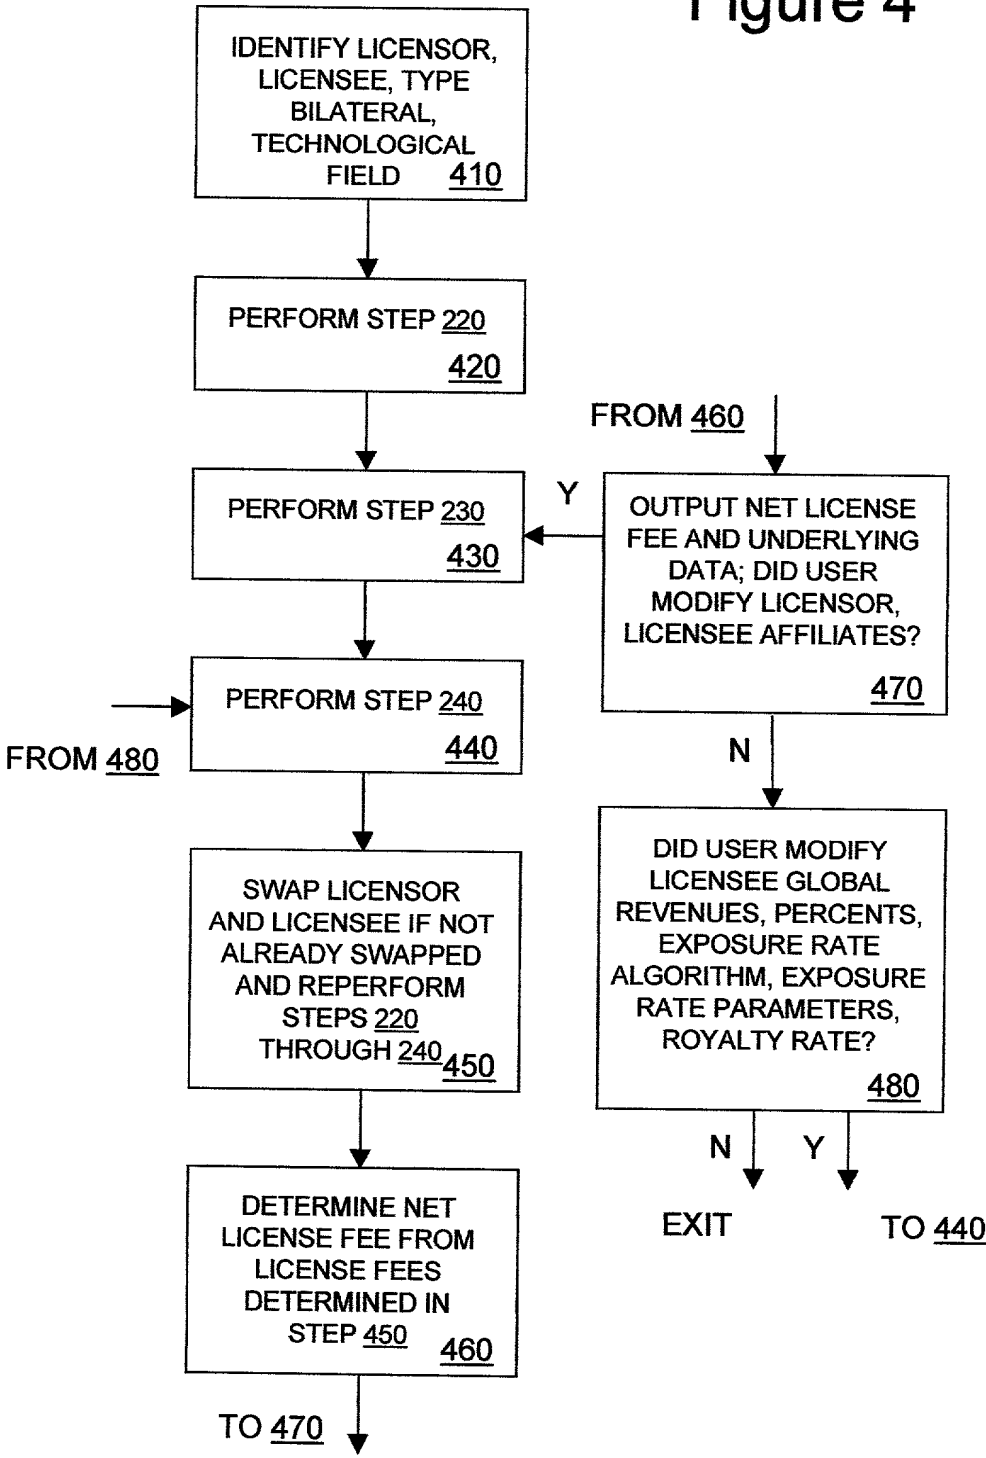 Figure 4
IDENTIFY LICENSOR,
LICENSEE, TYPE
BILATERAL,
TECHNOLOGICAL
FIELD 410
PERFORM STEP 220
420
PERFORM STEP 230
430
PERFORM STEP 240
440
FROM 480
SWAP LICENSOR
AND LICENSEE IF NOT
ALREADY SWAPPED
AND REPERFORM
STEPS 220
THROUGH 240
450
DETERMINE NET
LICENSE FEE FROM
LICENSE FEES
DETERMINED IN
STEP 450
460
TO 470
FROM 460
Y
OUTPUT NET LICENSE
FEE AND UNDERLYING
DATA; DID USER
MODIFY LICENSOR,
LICENSEE AFFILIATES?
470
N
DID USER MODIFY
LICENSEE GLOBAL
REVENUES, PERCENTS,
EXPOSURE RATE
ALGORITHM, EXPOSURE
RATE PARAMETERS,
ROYALTY RATE?
480
N Y
EXIT TO 440